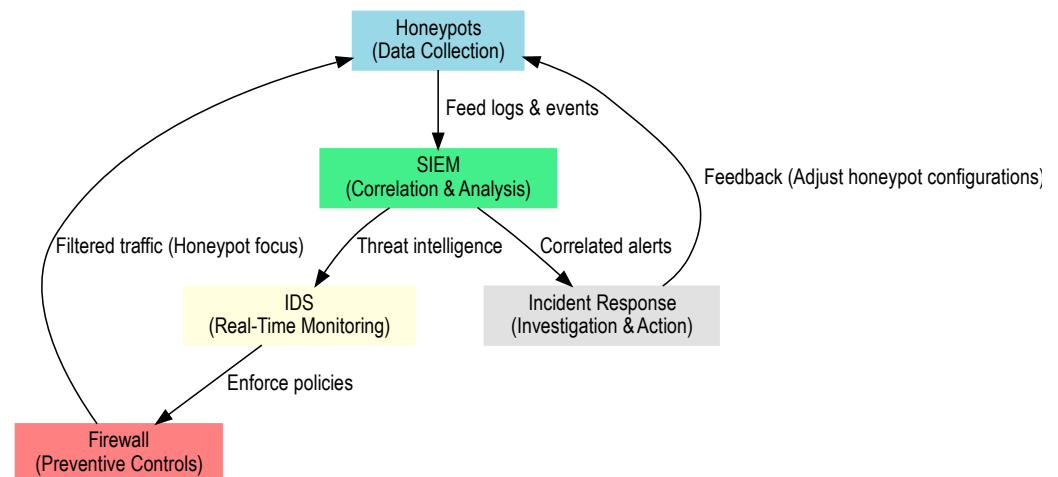 Honeypots
(Data Collection)
Feed logs & events
SIEM
(Correlation & Analysis)
Feedback (Adjust honeypot configurations)
Filtered traffic (Honeypot focus)
Threat intelligence
Correlated alerts
IDS
(Real-Time Monitoring)
Incident Response
(Investigation & Action)
Enforce policies
Firewall
(Preventive Controls)